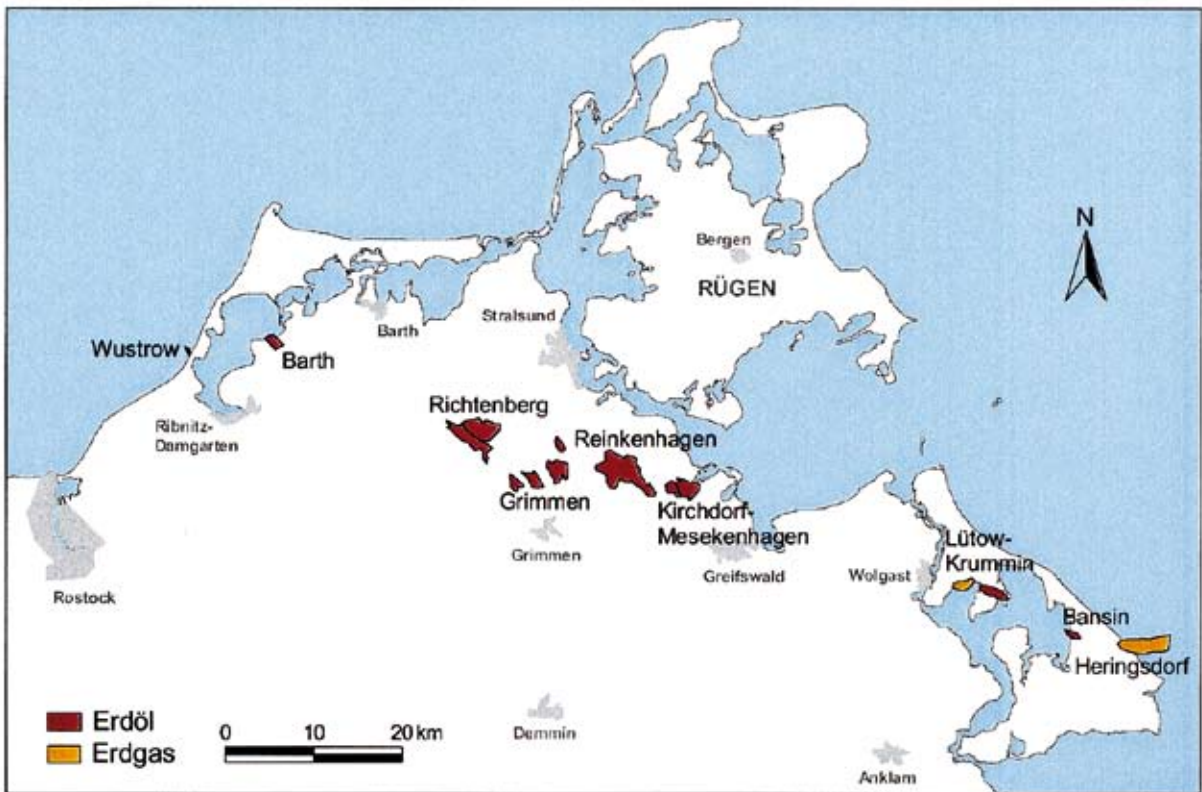 N
Bergen
RÜGEN
Stralsund
Barth
Wustrow
Barth
Ribnitz-
Damgarten
Richtenberg
Reinkenhagen
Grimmen
Kirchdorf-
Mesekenhagen
Grimmen
Greifswald
Lütow-
Krummin
Wolgast
Rostock
Bansin
Heringsdorf
Erdöl
Erdgas
0 10 20 km
Demmin
Anklam